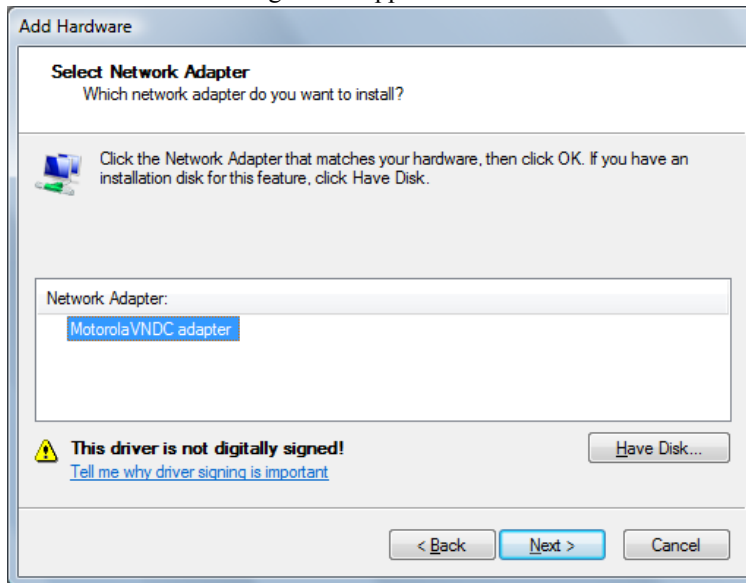 Add Hardware
Select Network Adapter
Which network adapter do you want to install?
Click the Network Adapter that matches your hardware, then click OK. If you have an
installation disk for this feature, click Have Disk.
Network Adapter:
MotorolaVNDC adapter
This driver is not digitally signed!
Have Disk...
Tell me why driver signing is important
< Back
Next >
Cancel